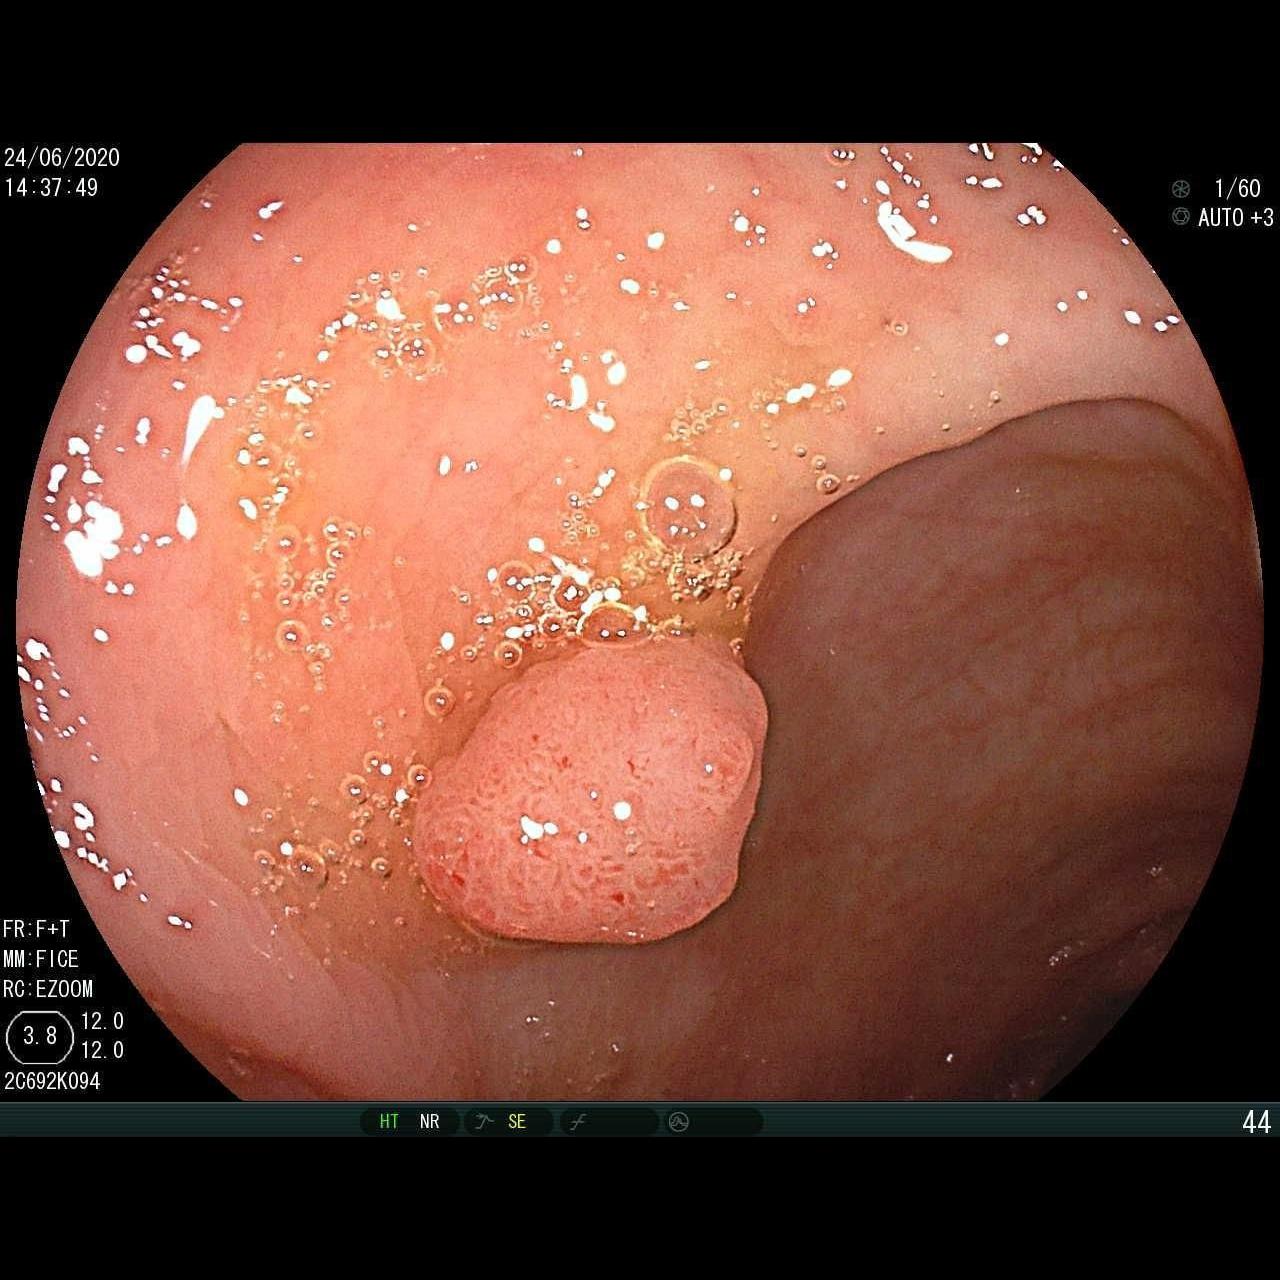 24/06/2020
14:37:49
1/60
AUTO +3
FR:F+T
MM:FICE
RC:EZOOM
3.8 12.0
12.0
2C692K094
HT NR SE
44